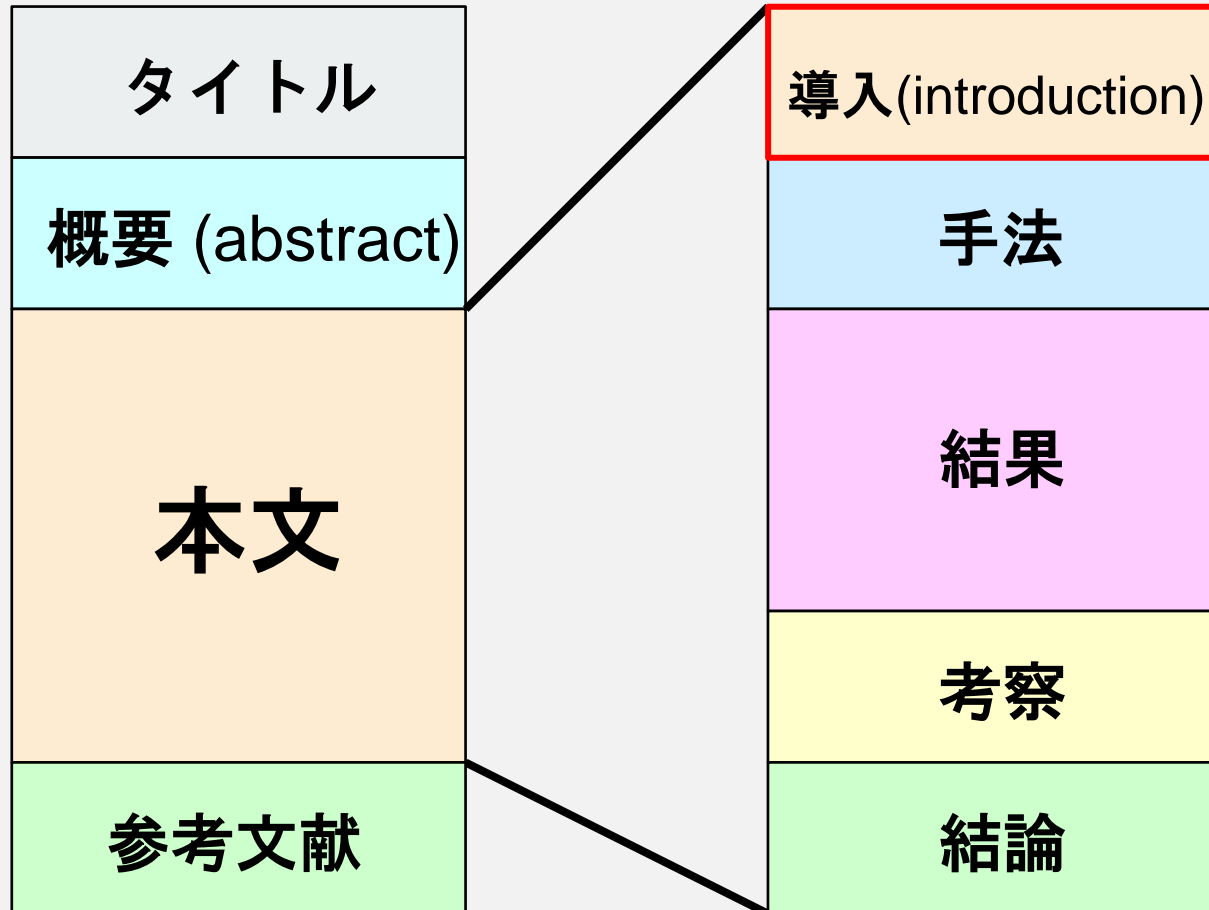 タイトル
概要 (abstract)
本文
参考文献
導入(introduction)
手法
結果
考察
結論